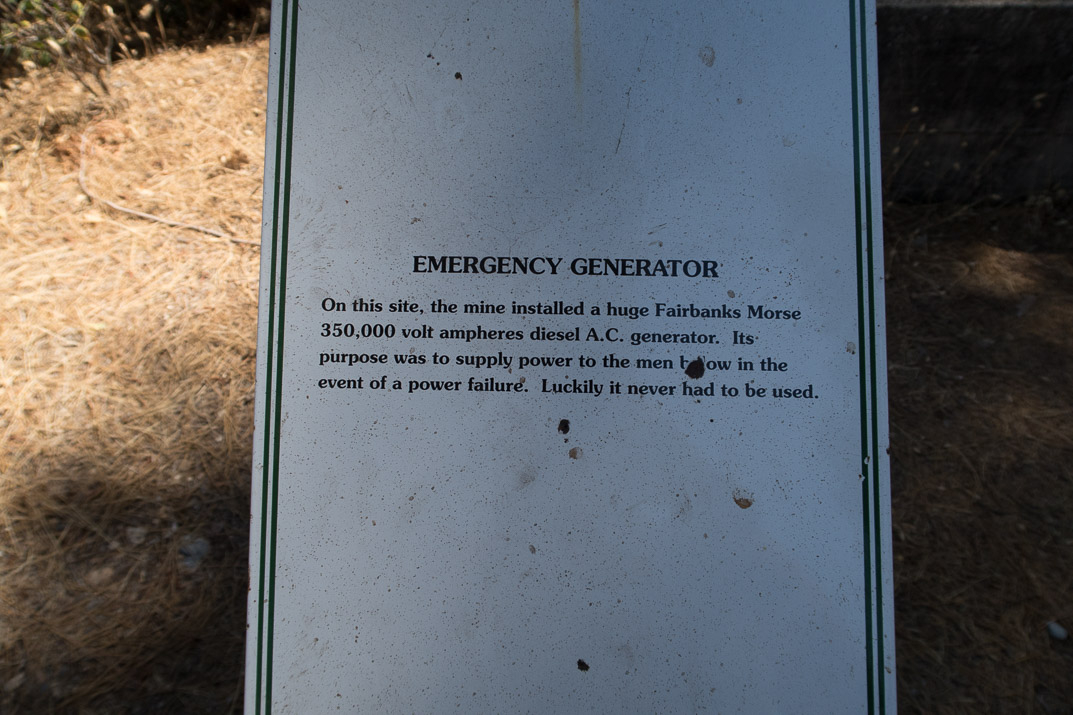 EMERGENCY GENERATOR
On this site, the mine installed a huge Fairbanks Morse
350,000 volt ampheres diesel A.C. generator. Its
purpose was to supply power to the men below in the
event of a power failure. Luckily it never had to be used.